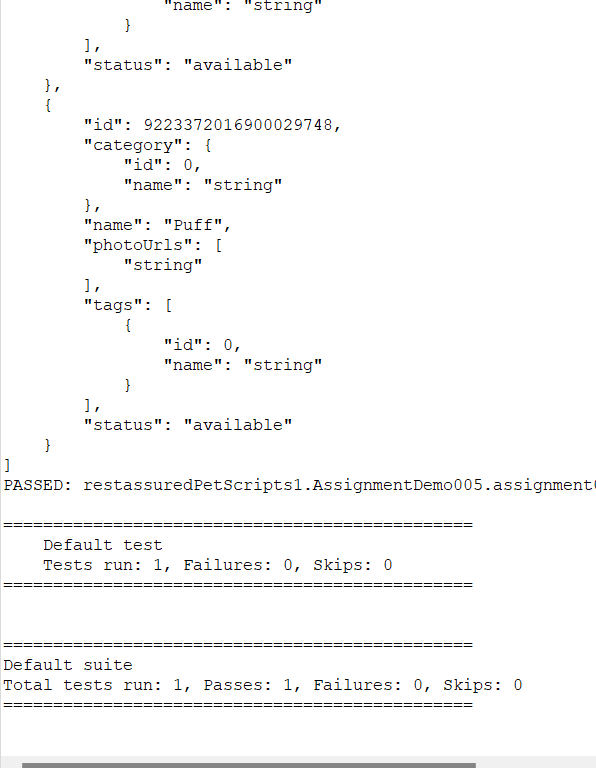 "name": "string"
}
],
"status": "available"
},
{
"id": 9223372016900029748,
"category": {
"id": 0,
"name": "string"
},
"name": "Puff",
"photoUrls": [
"string"
],
"tags": [
{
"id": 0,
"name": "string"
}
],
"status": "available"
}
]
PASSED: restassuredPetScripts1.AssignmentDemo005.assignment
===============================================
Default test
Tests run: 1, Failures: 0, Skips: 0
===============================================
===============================================
Default suite
Total tests run: 1, Passes: 1, Failures: 0, Skips: 0
===============================================